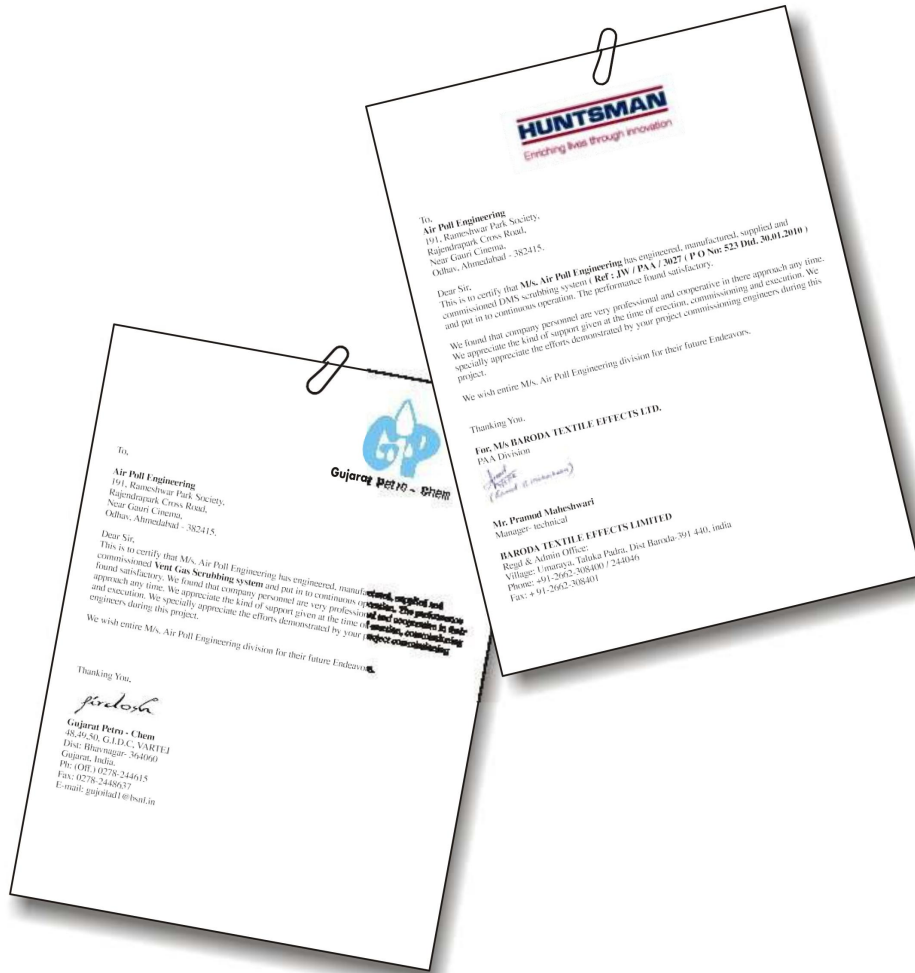 HUNTSMAN
Enriching lives through innovation
To,
Air Poll Engineering
191, Rameshwar Park Society,
Rajendrapark Cross Road,
Near Gauri Cinema,
Odhav, Ahmedabad - 382415.
Dear Sir,
This is to certify that M/s. Air Poll Engineering has engineered, manufactured, supplied and
commissioned DMS scrubbing system ( Ref : JW / PAA / 3027 ( P O No: 523 Dtd. 30.01.2010 )
and put in to continuous operation. The performance found satisfactory.
We found that company personnel are very professional and cooperative in there approach any time.
We appreciate the kind of support given at the time of erection, commissioning and execution. We
specially appreciate the efforts demonstrated by your project commissioning engineers during this
project.
We wish entire M/s. Air Poll Engineering division for their future Endeavors.
Thanking You.
For, M/s BARODA TEXTILE EFFECTS LTD.
PAA Division
Mr. Pramod Maheshwari
Manager- technical
BARODA TEXTILE EFFECTS LIMITED
Regd & Admin Office:
Village: Umaraya, Taluka Padra, Dist Baroda-391 440, india
Phone: +91-2662-308400 / 244046
Fax: + 91-2662-308401
Gujarat Petro - Chem
To,
Air Poll Engineering
191, Rameshwar Park Society,
Rajendrapark Cross Road,
Near Gauri Cinema,
Odhav, Ahmedabad - 382415.
Dear Sir,
This is to certify that M/s. Air Poll Engineering has engineered, manufactured, supplied and
commissioned Vent Gas Scrubbing system and put in to continuous operation. The performance
found satisfactory. We found that company personnel are very professional and cooperative in their
approach any time. We appreciate the kind of support given at the time of erection, commissioning
and execution. We specially appreciate the efforts demonstrated by your project commissioning
engineers during this project.
We wish entire M/s. Air Poll Engineering division for their future Endeavors.
Thanking You,
Gujarat Petru - Chem
48,49,50, G.I.D.C, VARTEJ
Dist: Bhavnagar- 364060
Gujarat, India.
Ph: (Off.) 0278-244615
Fax: 0278-2448637
E-mail: gujoilad1@bsnl.in